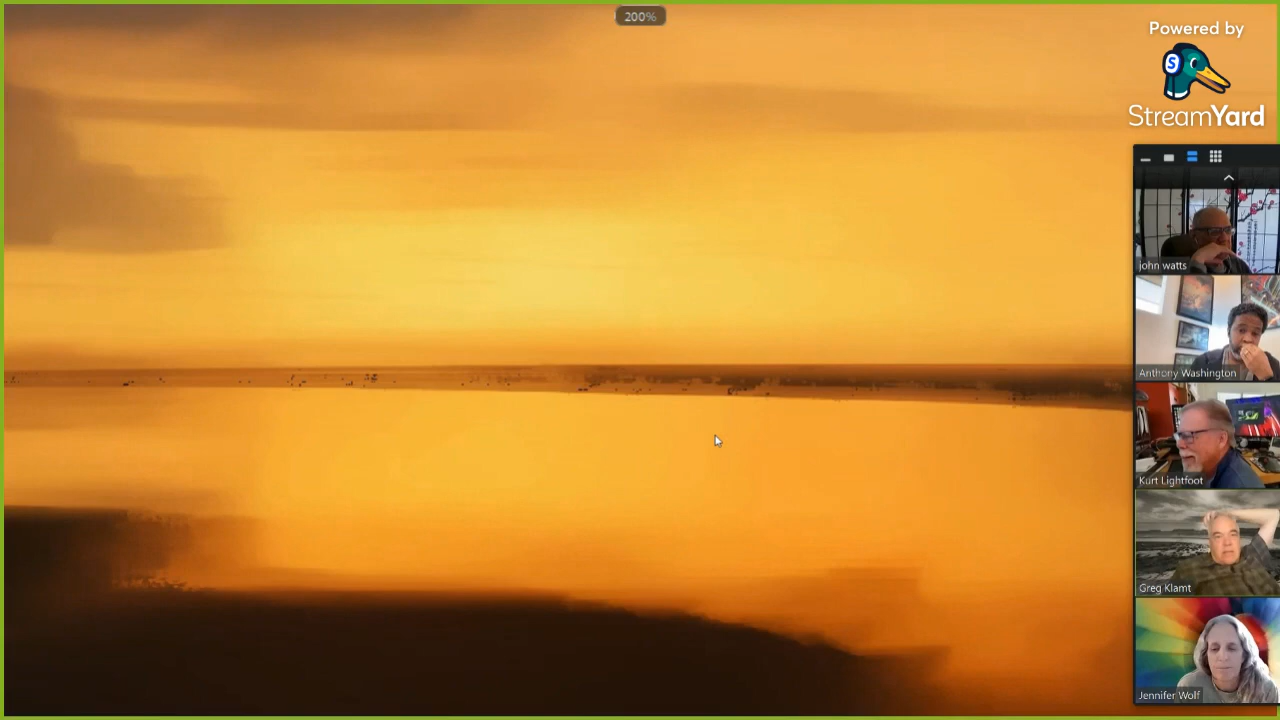 200%
Powered by
S
StreamYard
john watts
Anthony Washington
Kurt Lightfoot
Greg Klamt
Jennifer Wolf